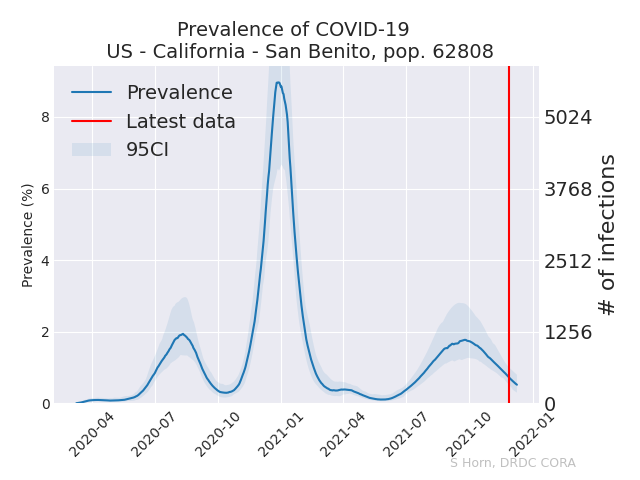 Prevalence of COVID-19
US - California - San Benito, pop. 62808
Prevalence
Latest data
95CI
Prevalence (%)
8
6
4
2
0
5024
3768
2512
1256
0
# of infections
2020-04
2020-07
2020-10
2021-01
2021-04
2021-07
2021-10
2022-01
S Horn, DRDC CORA